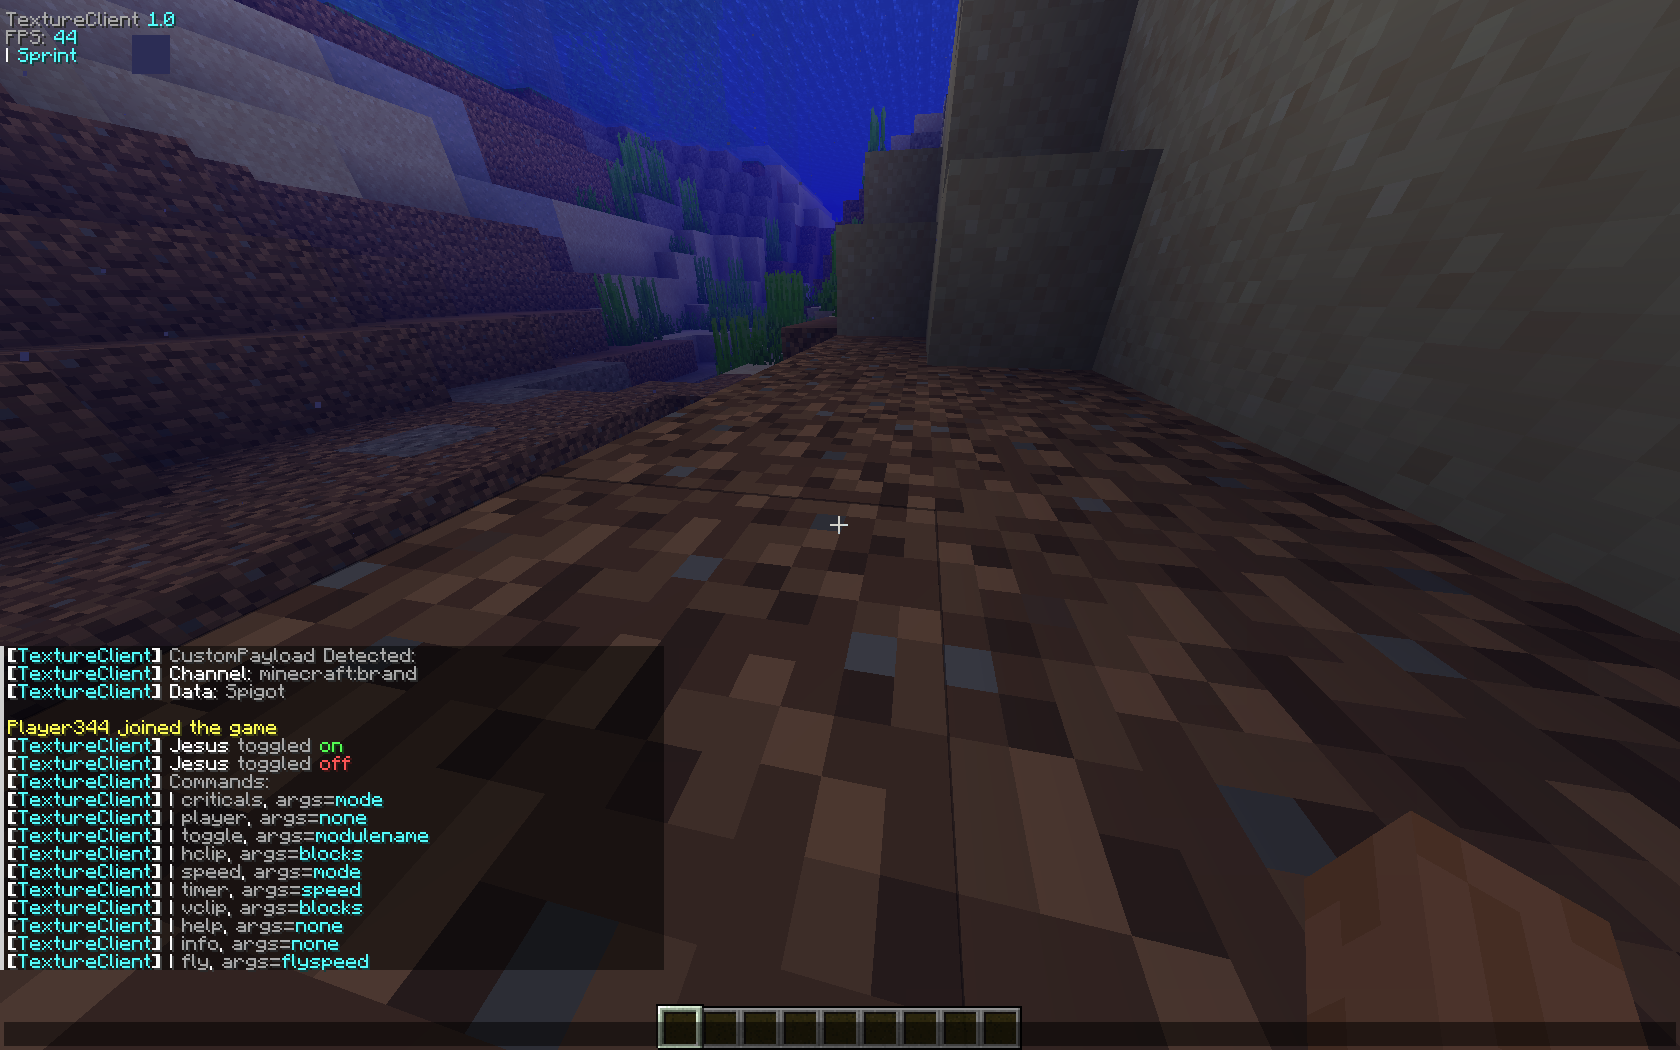 TextureClient 1.0
FPS: 44
| Sprint
[TextureClient] CustomPayload Detected:
[TextureClient] Channel: minecraft:brand
[TextureClient] Data: Spigot
Player344 joined the game
[TextureClient] Jesus toggled on
[TextureClient] Jesus toggled off
[TextureClient] Commands:
[TextureClient] | criticals, args=mode
[TextureClient] | player, args=none
[TextureClient] | toggle, args=modulename
[TextureClient] | hclip, args=blocks
[TextureClient] | speed, args=mode
[TextureClient] | timer, args=speed
[TextureClient] | vclip, args=blocks
[TextureClient] | help, args=none
[TextureClient] | info, args=none
[TextureClient] | fly, args=flyspeed